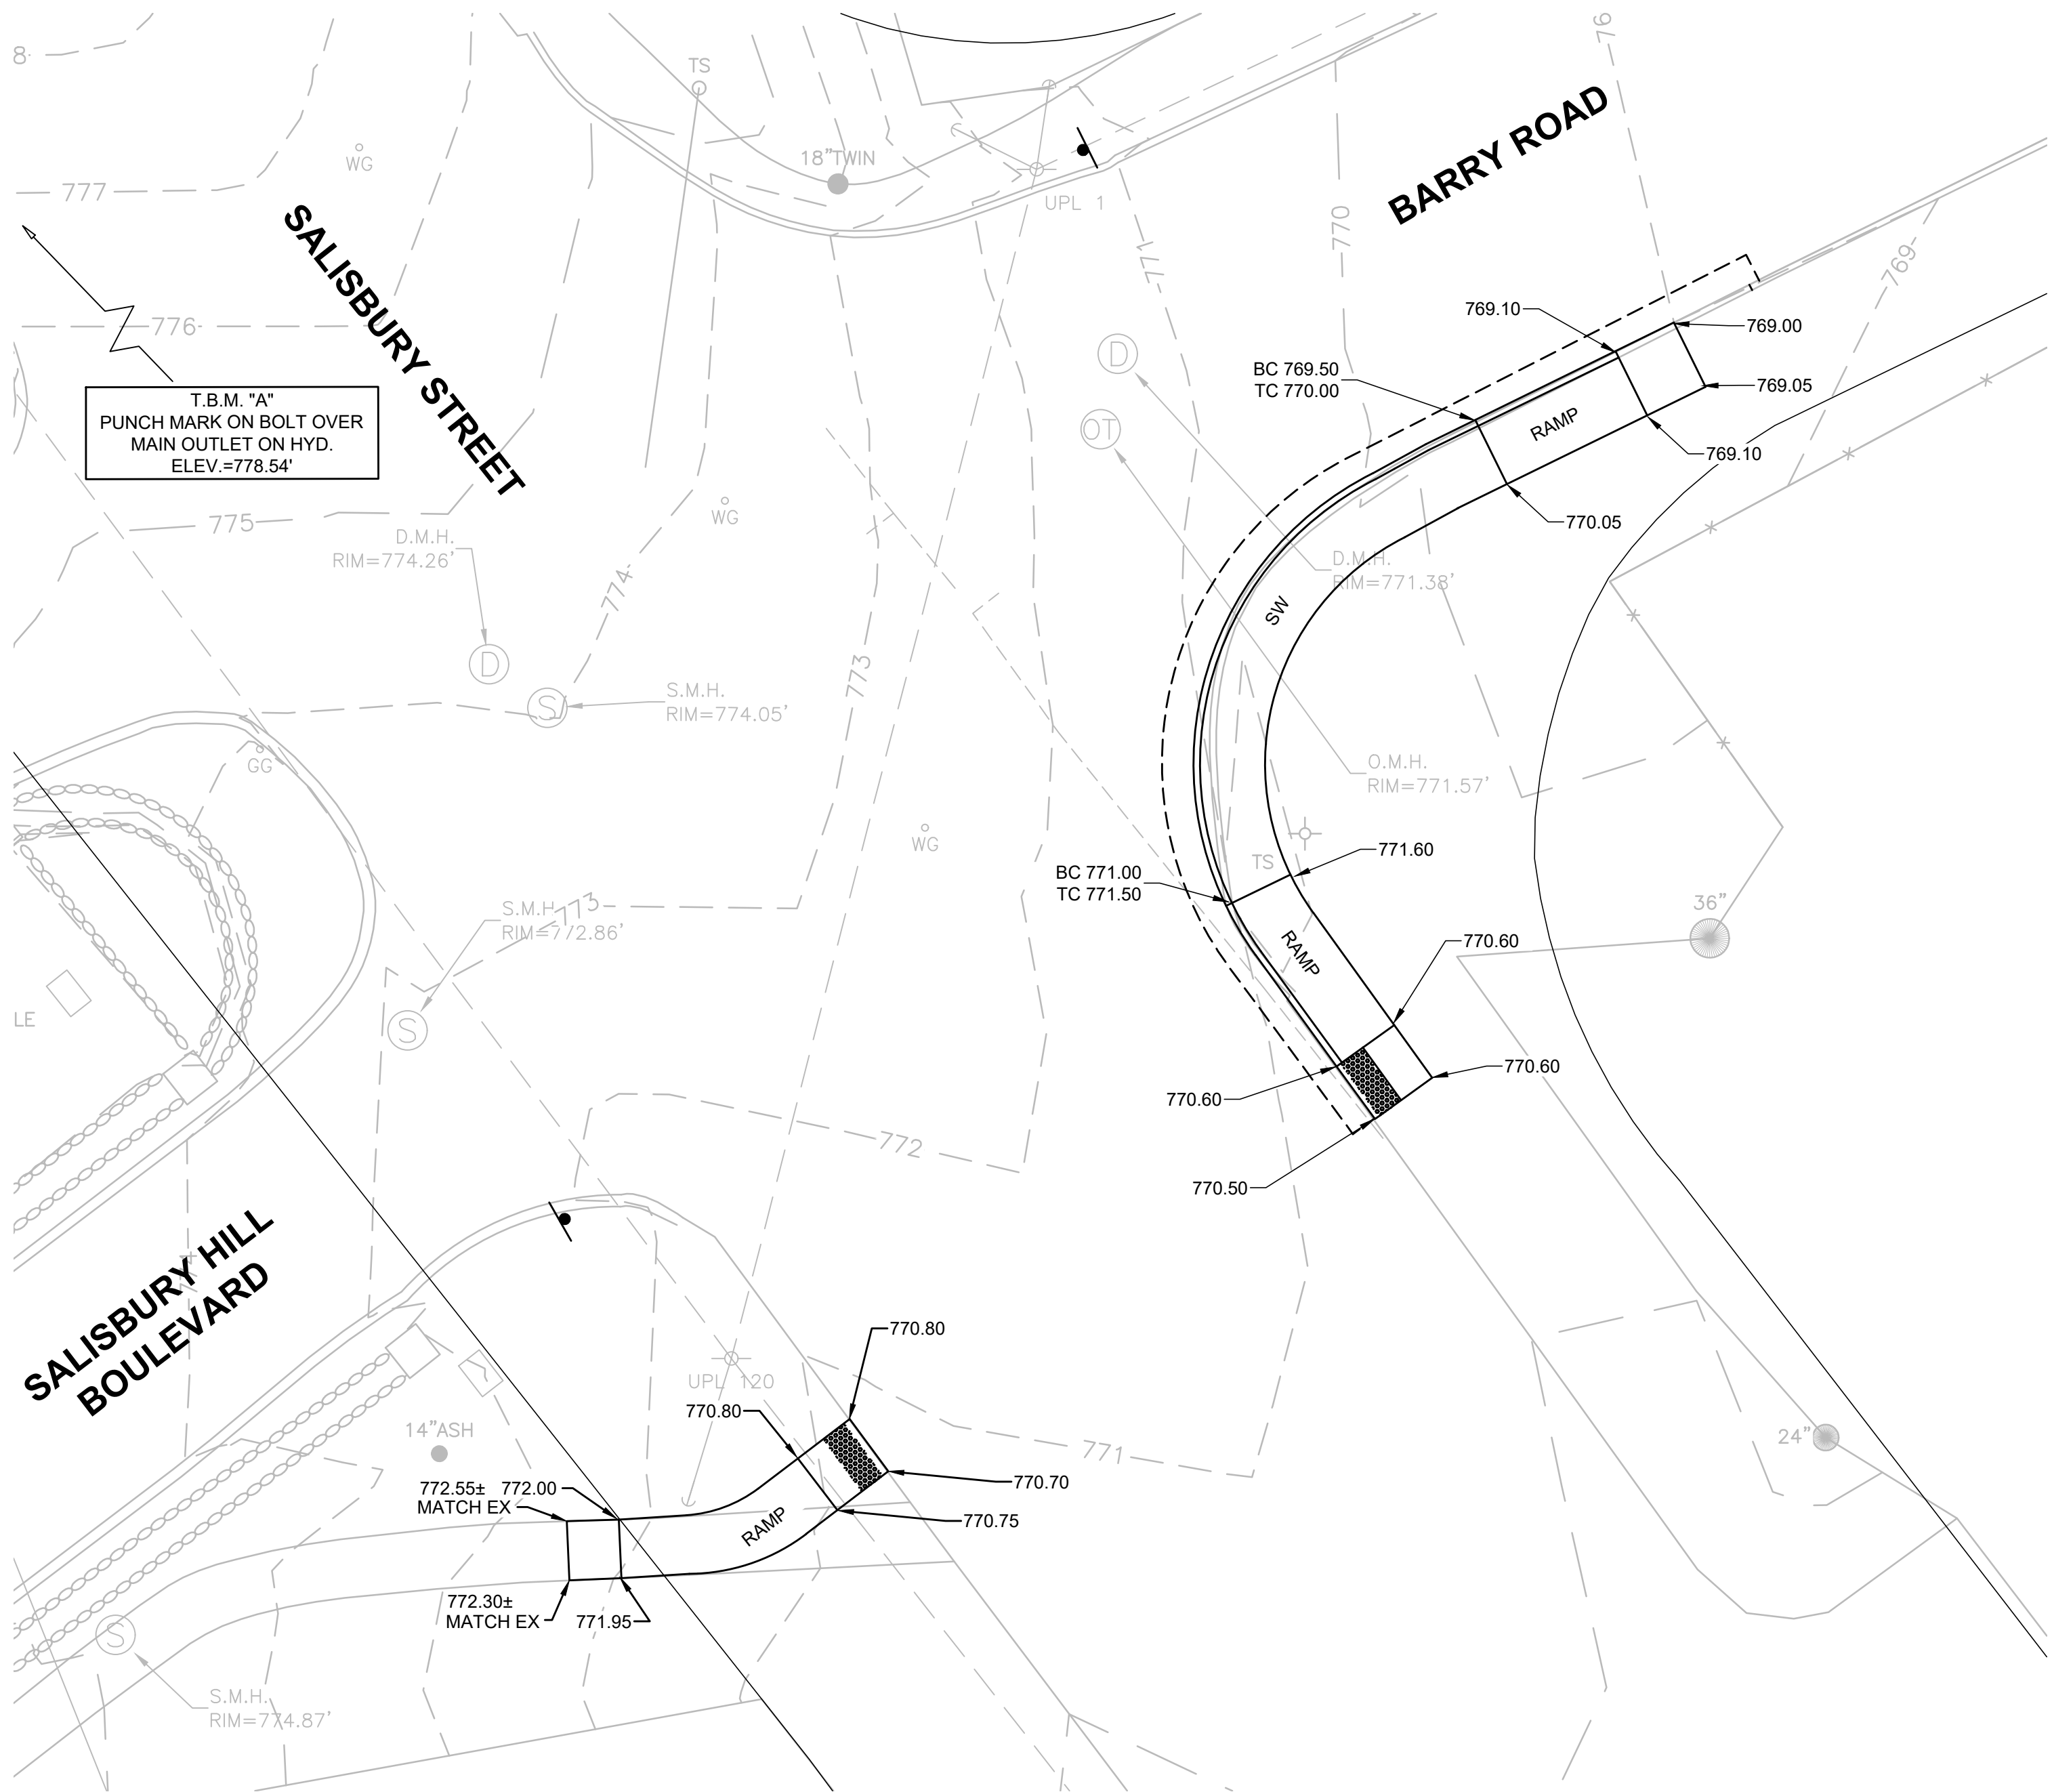 8
TS
76
777
WG
18"TWIN
UPL 1
BARRY ROAD
770
771
769
SALISBURY STREET
776
T.B.M. "A"
PUNCH MARK ON BOLT OVER
MAIN OUTLET ON HYD.
ELEV.=778.54'
769.10
769.00
D
BC 769.50
TC 770.00
769.05
RAMP
OT
769.10
775
WG
770.05
D.M.H.
RIM=774.26'
D.M.H.
RIM=771.38'
774
SW
D
773
S.M.H.
RIM=774.05'
S
GG
O.M.H.
RIM=771.57'
WG
TS
771.60
BC 771.00
TC 771.50
S.M.H.
RIM=772.86'
773
36"
RAMP
770.60
LE
S
770.60
770.60
772
770.50
SALISBURY HILL
BOULEVARD
770.80
UPL 120
770.80
14"ASH
24"
771
770.70
772.55±
MATCH EX
772.00
RAMP
770.75
772.30±
MATCH EX
771.95
S
S.M.H.
RIM=774.87'